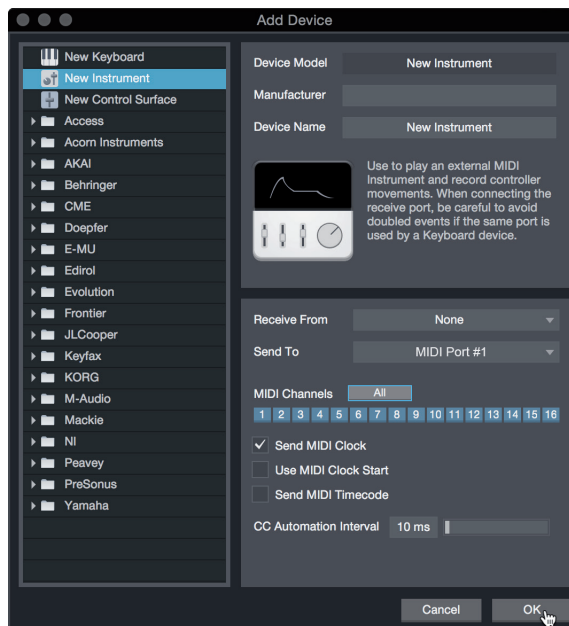 Add Device
New Keyboard
New Instrument
New Control Surface
Access
Acorn Instruments
AKAI
Behringer
CME
Doepfer
E-MU
Edirol
Evolution
Frontier
JLCooper
Keyfax
KORG
M-Audio
Mackie
NI
Peavey
PreSonus
Yamaha
Device Model New Instrument
Manufacturer
Device Name New Instrument
Use to play an external MIDI
Instrument and record controller
movements. When connecting the
receive port, be careful to avoid
doubled events if the same port is
used by a Keyboard device.
Receive From None
Send To MIDI Port #1
MIDI Channels All
1 2 3 4 5 6 7 8 9 10 11 12 13 14 15 16
Send MIDI Clock
Use MIDI Clock Start
Send MIDI Timecode
CC Automation Interval 10 ms
Cancel OK